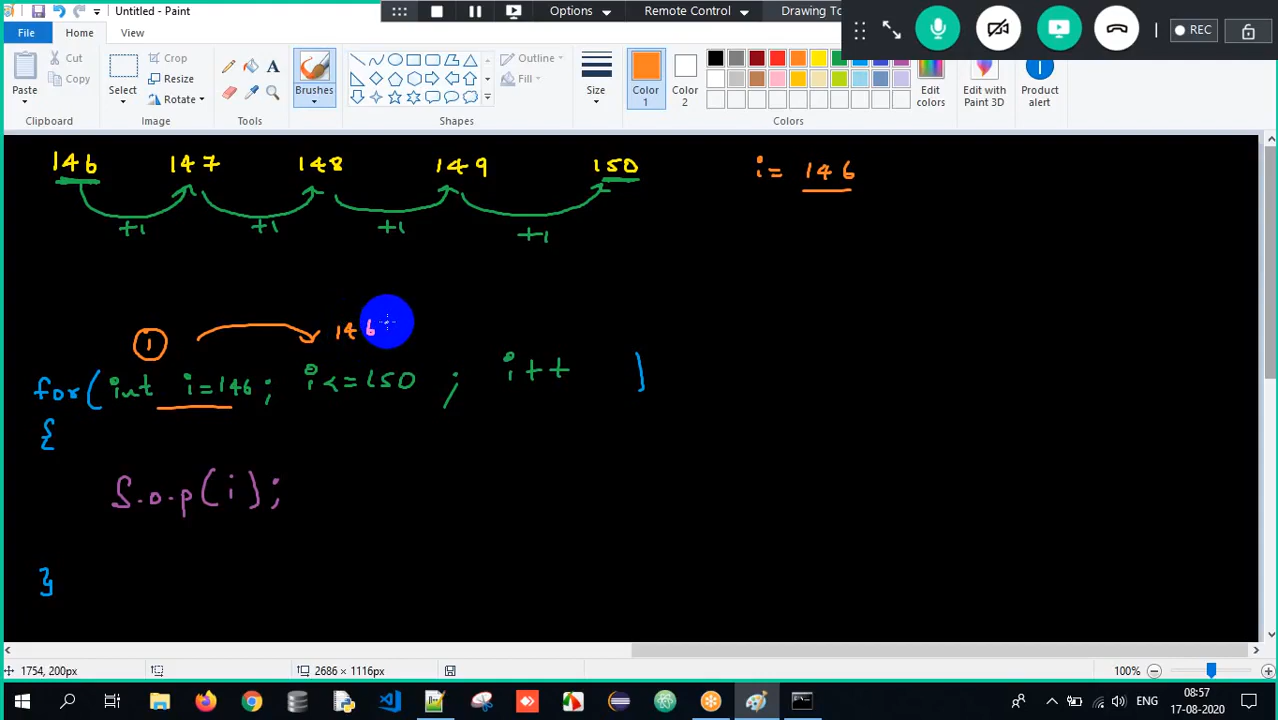 Untitled - Paint
Options
Remote Control
Drawing To
REC
File
Home
View
Paste
Cut
Copy
Clipboard
Select
Crop
Resize
Rotate
Image
Tools
Brushes
Shapes
Outline
Fill
Size
Color 1
Color 2
Colors
Edit colors
Edit with Paint 3D
Product alert
146 147 148 149 150 i= 146
+1 +1 +1 +1
1 146
for( int i=146; i<=150 ; i++ )
{
S.o.p(i);
}
1754, 200px
2686 × 1116px
100%
ENG
08:57
17-08-2020